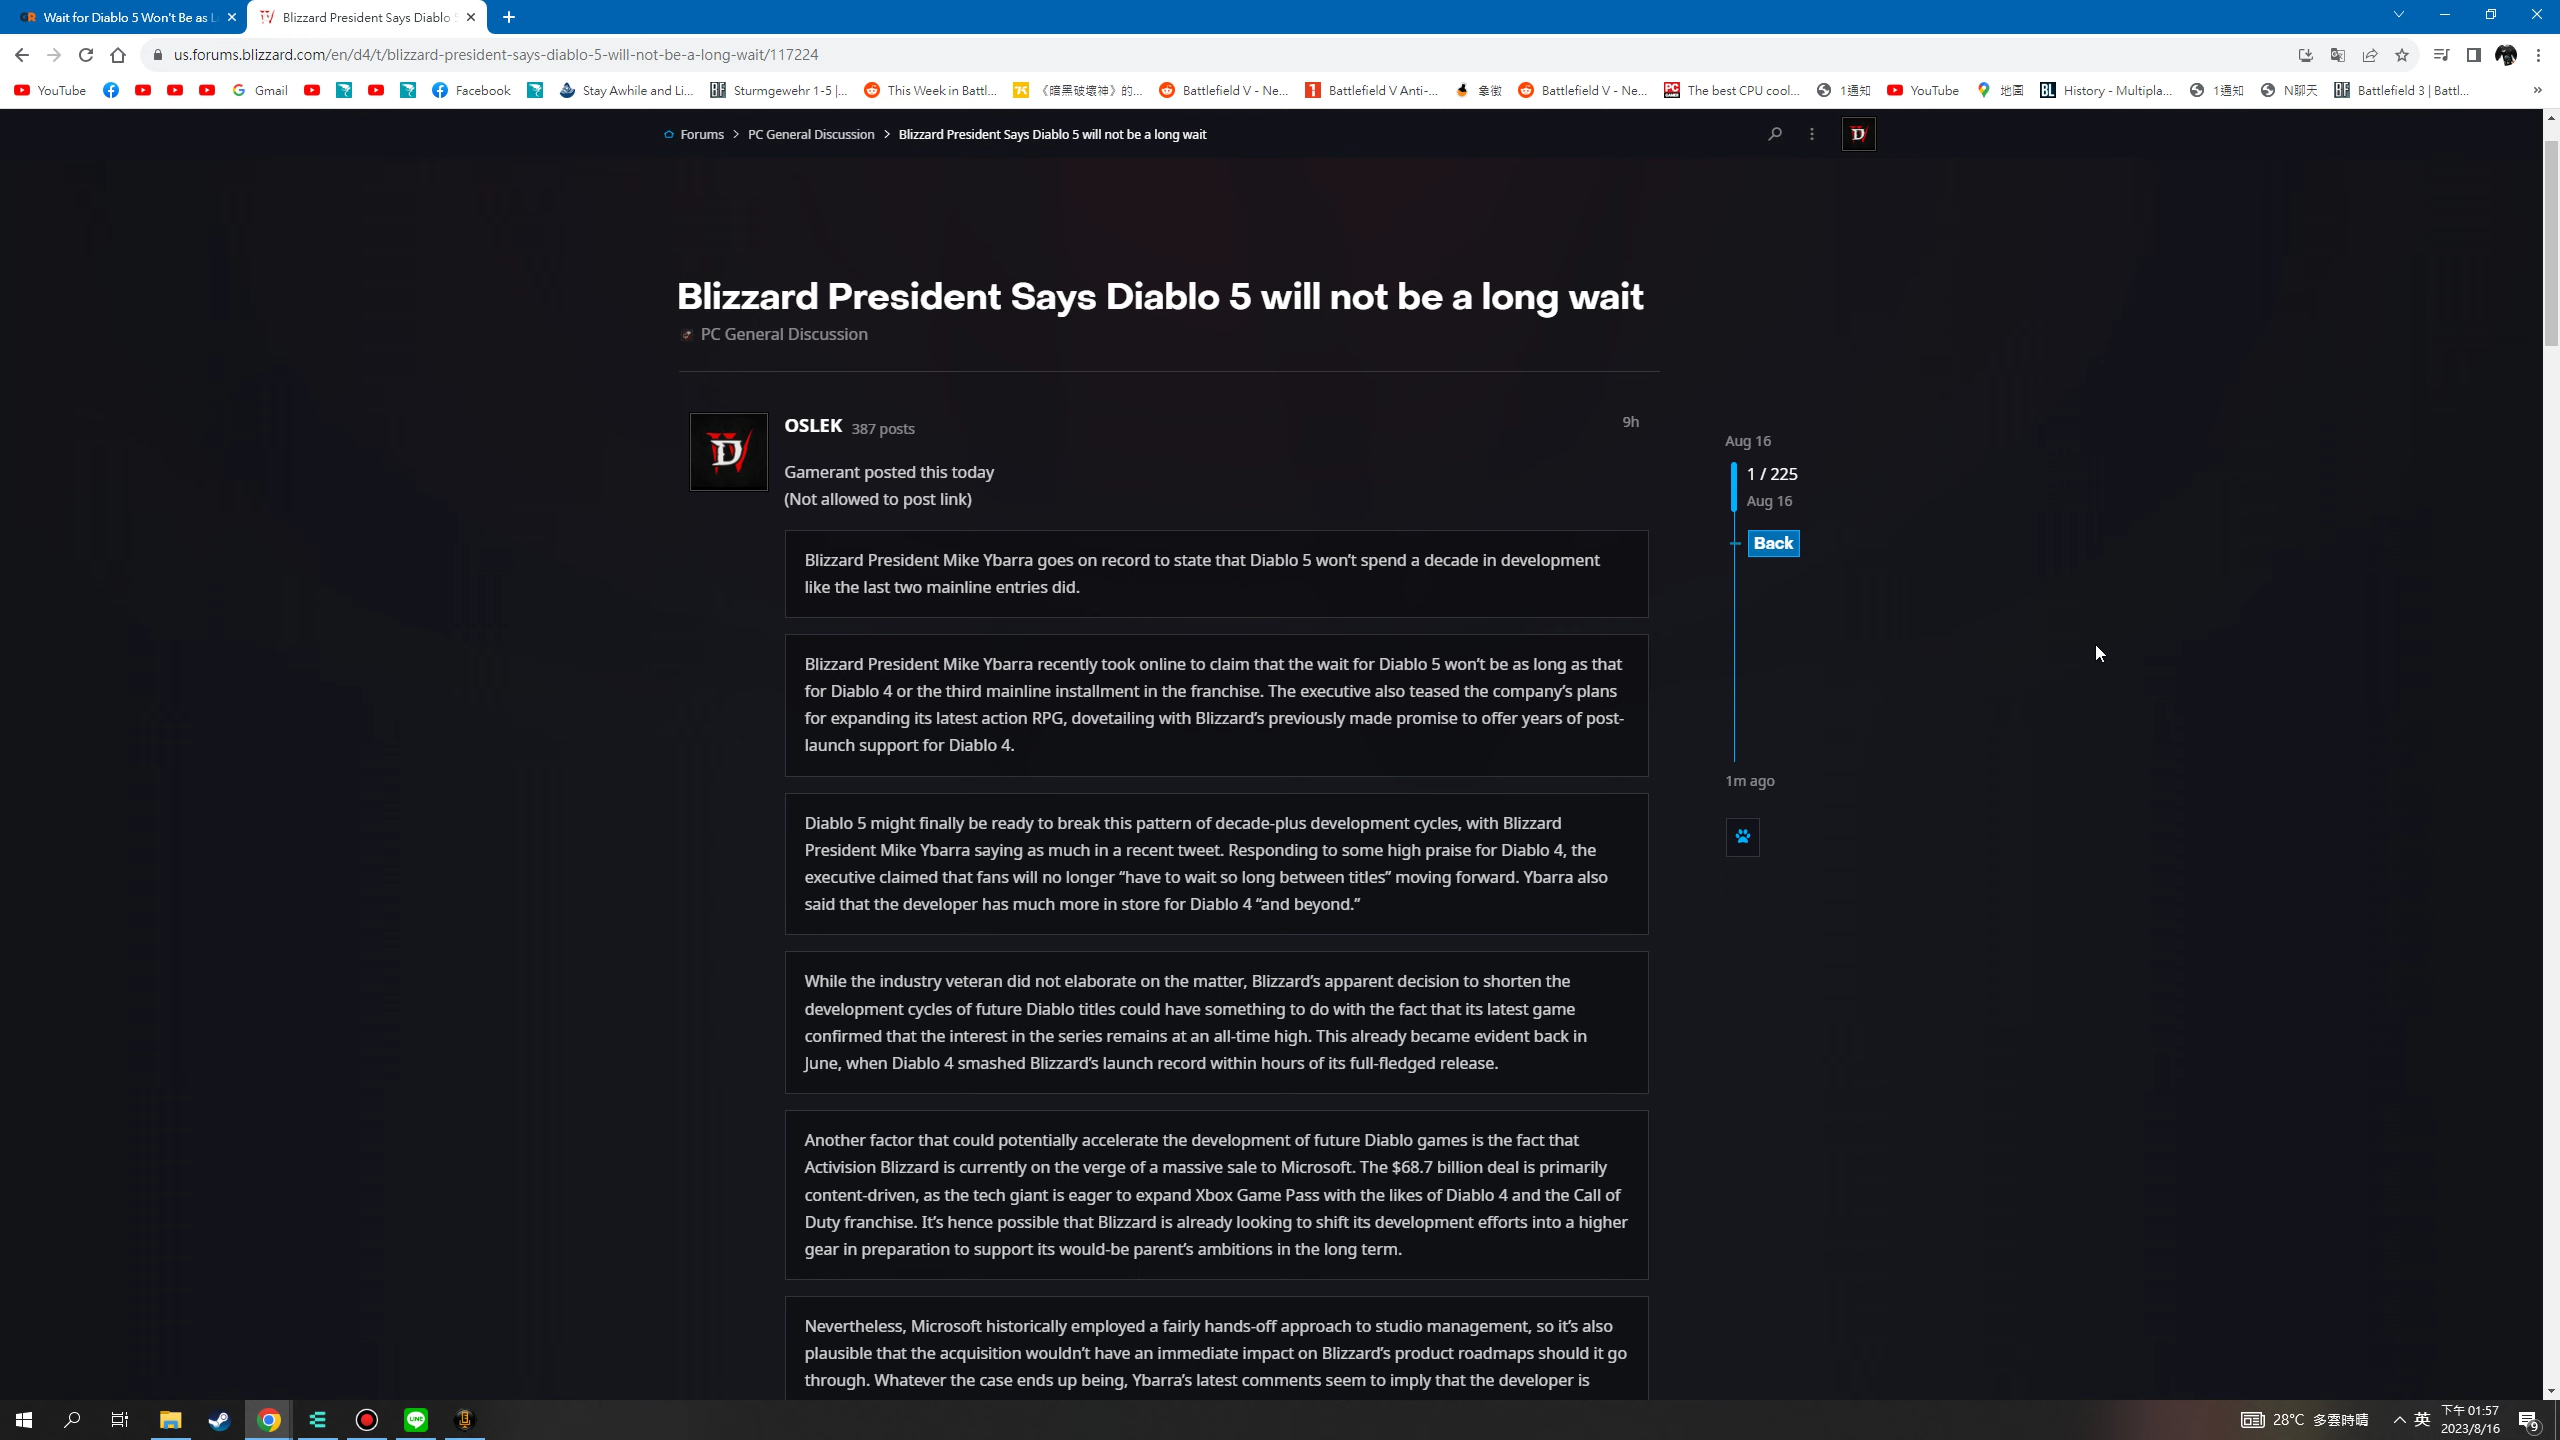 Wait for Diablo 5 Won't Be as L
Blizzard President Says Diablo 5
us.forums.blizzard.com/en/d4/t/blizzard-president-says-diablo-5-will-not-be-a-long-wait/117224
YouTube
Gmail
Facebook
Stay Awhile and Li...
Sturmgewehr 1-5 |...
This Week in Battl...
《暗黑破壞神》的...
Battlefield V - Ne...
Battlefield V Anti-...
象徵
Battlefield V - Ne...
The best CPU cool...
1通知
YouTube
地圖
History - Multipla...
1通知
N聊天
Battlefield 3 | Battl...
Forums > PC General Discussion > Blizzard President Says Diablo 5 will not be a long wait
Blizzard President Says Diablo 5 will not be a long wait
PC General Discussion
OSLEK 387 posts
9h
Gamerant posted this today
(Not allowed to post link)
Blizzard President Mike Ybarra goes on record to state that Diablo 5 won’t spend a decade in development
like the last two mainline entries did.
Blizzard President Mike Ybarra recently took online to claim that the wait for Diablo 5 won’t be as long as that
for Diablo 4 or the third mainline installment in the franchise. The executive also teased the company’s plans
for expanding its latest action RPG, dovetailing with Blizzard’s previously made promise to offer years of post-
launch support for Diablo 4.
Diablo 5 might finally be ready to break this pattern of decade-plus development cycles, with Blizzard
President Mike Ybarra saying as much in a recent tweet. Responding to some high praise for Diablo 4, the
executive claimed that fans will no longer “have to wait so long between titles” moving forward. Ybarra also
said that the developer has much more in store for Diablo 4 “and beyond.”
While the industry veteran did not elaborate on the matter, Blizzard’s apparent decision to shorten the
development cycles of future Diablo titles could have something to do with the fact that its latest game
confirmed that the interest in the series remains at an all-time high. This already became evident back in
June, when Diablo 4 smashed Blizzard’s launch record within hours of its full-fledged release.
Another factor that could potentially accelerate the development of future Diablo games is the fact that
Activision Blizzard is currently on the verge of a massive sale to Microsoft. The $68.7 billion deal is primarily
content-driven, as the tech giant is eager to expand Xbox Game Pass with the likes of Diablo 4 and the Call of
Duty franchise. It’s hence possible that Blizzard is already looking to shift its development efforts into a higher
gear in preparation to support its would-be parent’s ambitions in the long term.
Nevertheless, Microsoft historically employed a fairly hands-off approach to studio management, so it’s also
plausible that the acquisition wouldn’t have an immediate impact on Blizzard’s product roadmaps should it go
through. Whatever the case ends up being, Ybarra’s latest comments seem to imply that the developer is
Aug 16
1 / 225
Aug 16
Back
1m ago
28°C 多雲時晴
英
下午 01:57
2023/8/16
9